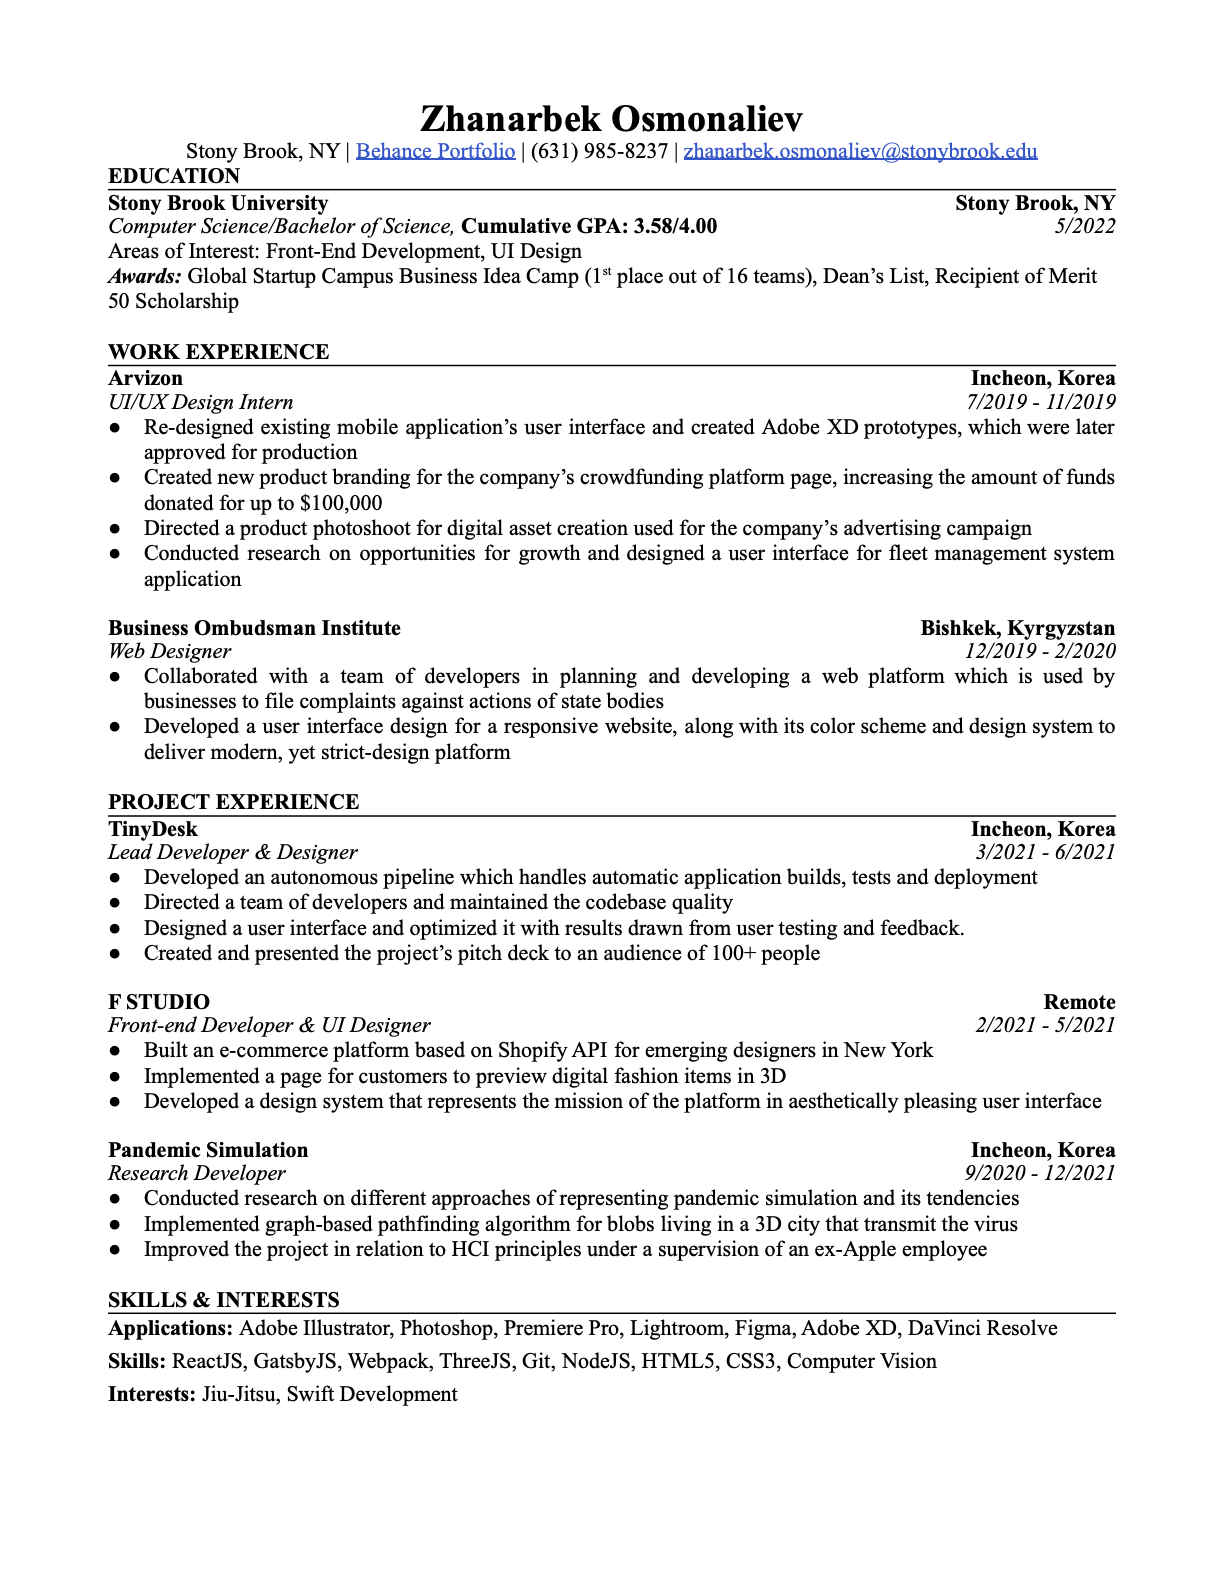 Zhanarbek Osmonaliev
Stony Brook, NY | Behance Portfolio | (631) 985-8237 | zhanarbek.osmonaliev@stonybrook.edu
EDUCATION
Stony Brook University Stony Brook, NY
Computer Science/Bachelor of Science, Cumulative GPA: 3.58/4.00 5/2022
Areas of Interest: Front-End Development, UI Design
Awards: Global Startup Campus Business Idea Camp (1st place out of 16 teams), Dean’s List, Recipient of Merit
50 Scholarship
WORK EXPERIENCE
Arvizon Incheon, Korea
UI/UX Design Intern 7/2019 - 11/2019
● Re-designed existing mobile application’s user interface and created Adobe XD prototypes, which were later
approved for production
● Created new product branding for the company’s crowdfunding platform page, increasing the amount of funds
donated for up to $100,000
● Directed a product photoshoot for digital asset creation used for the company’s advertising campaign
● Conducted research on opportunities for growth and designed a user interface for fleet management system
application
Business Ombudsman Institute Bishkek, Kyrgyzstan
Web Designer 12/2019 - 2/2020
● Collaborated with a team of developers in planning and developing a web platform which is used by
businesses to file complaints against actions of state bodies
● Developed a user interface design for a responsive website, along with its color scheme and design system to
deliver modern, yet strict-design platform
PROJECT EXPERIENCE
TinyDesk Incheon, Korea
Lead Developer & Designer 3/2021 - 6/2021
● Developed an autonomous pipeline which handles automatic application builds, tests and deployment
● Directed a team of developers and maintained the codebase quality
● Designed a user interface and optimized it with results drawn from user testing and feedback.
● Created and presented the project’s pitch deck to an audience of 100+ people
F STUDIO Remote
Front-end Developer & UI Designer 2/2021 - 5/2021
● Built an e-commerce platform based on Shopify API for emerging designers in New York
● Implemented a page for customers to preview digital fashion items in 3D
● Developed a design system that represents the mission of the platform in aesthetically pleasing user interface
Pandemic Simulation Incheon, Korea
Research Developer 9/2020 - 12/2021
● Conducted research on different approaches of representing pandemic simulation and its tendencies
● Implemented graph-based pathfinding algorithm for blobs living in a 3D city that transmit the virus
● Improved the project in relation to HCI principles under a supervision of an ex-Apple employee
SKILLS & INTERESTS
Applications: Adobe Illustrator, Photoshop, Premiere Pro, Lightroom, Figma, Adobe XD, DaVinci Resolve
Skills: ReactJS, GatsbyJS, Webpack, ThreeJS, Git, NodeJS, HTML5, CSS3, Computer Vision
Interests: Jiu-Jitsu, Swift Development